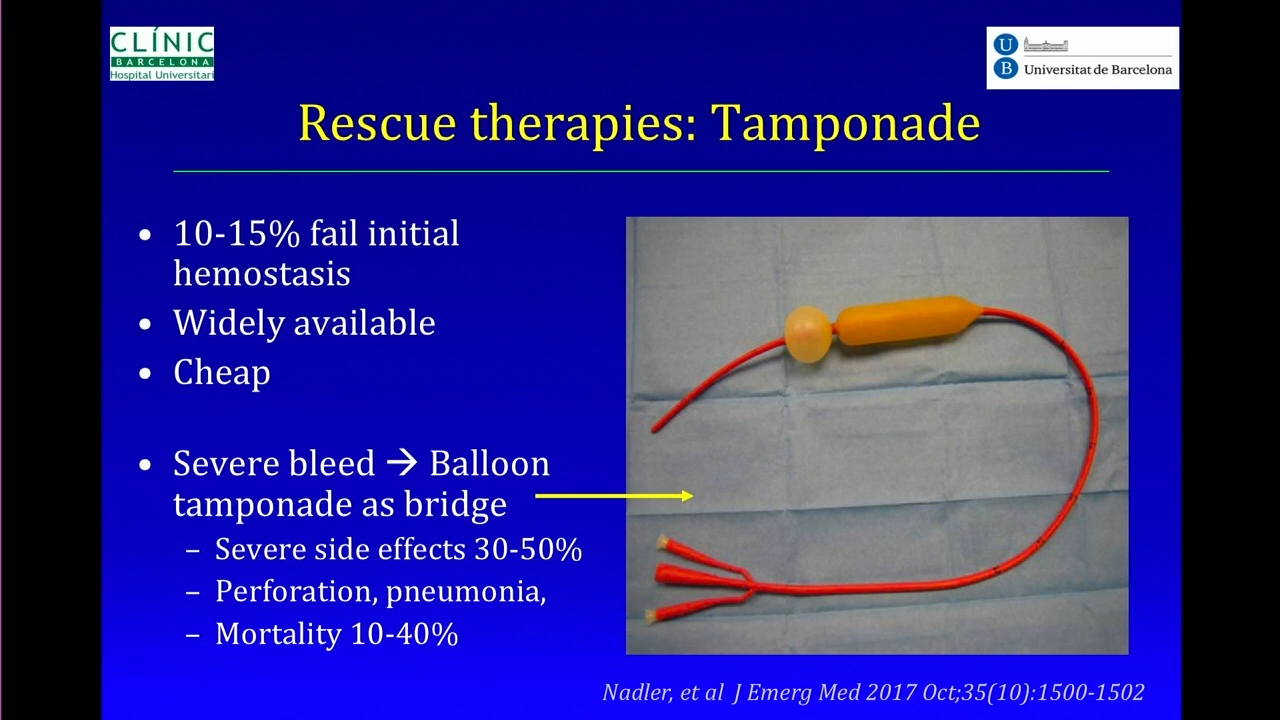 CLÍNIC
BARCELONA
Hospital Universitari
U
B
Universitat de Barcelona
Rescue therapies: Tamponade
• 10-15% fail initial
hemostasis
• Widely available
• Cheap
• Severe bleed → Balloon
tamponade as bridge
– Severe side effects 30-50%
– Perforation, pneumonia,
– Mortality 10-40%
Nadler, et al J Emerg Med 2017 Oct;35(10):1500-1502